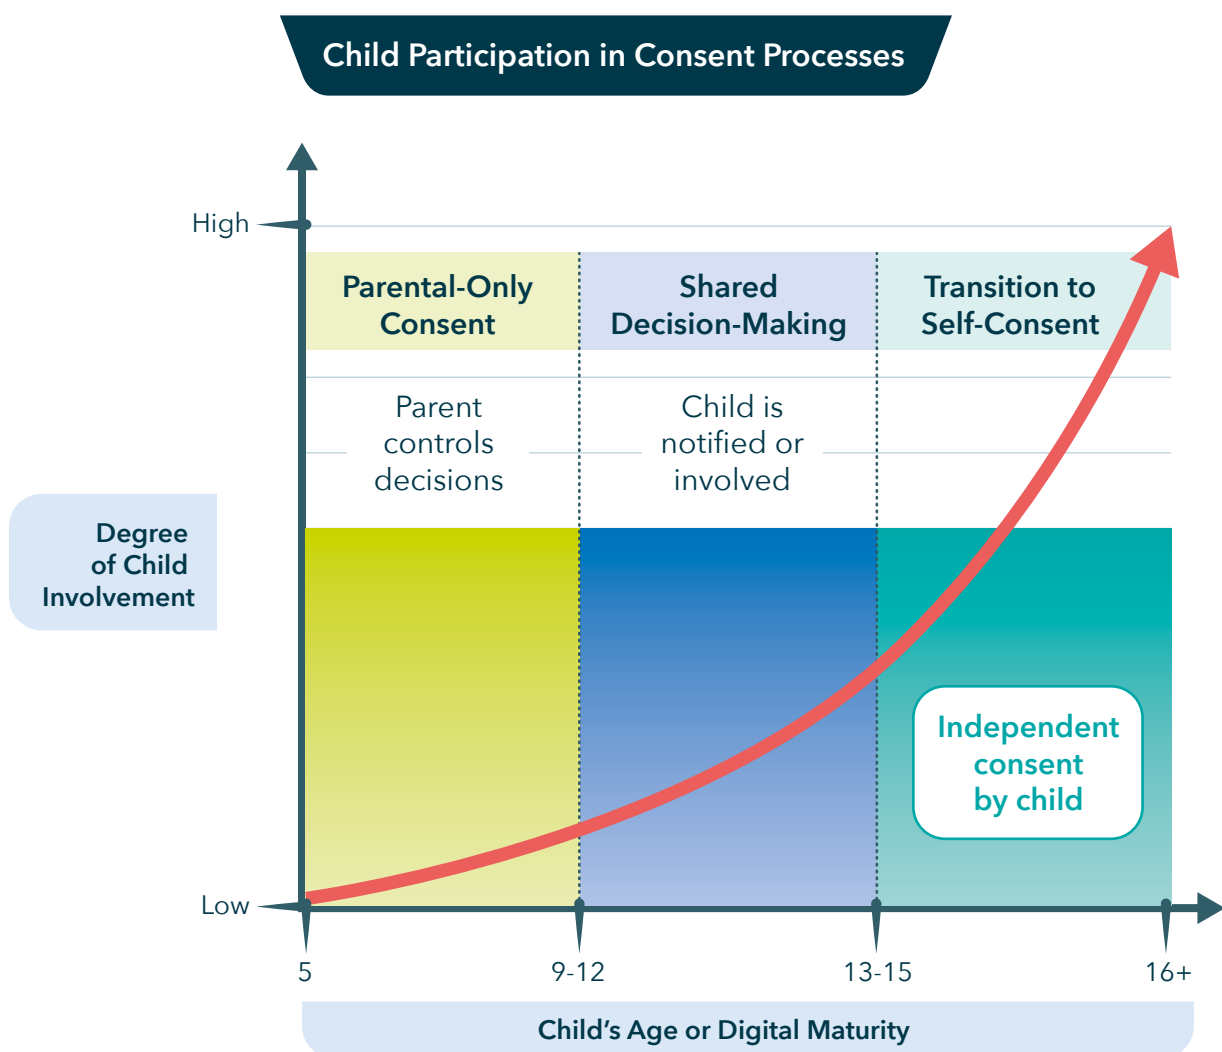 Child Participation in Consent Processes
High
Parental-Only
Consent
Shared
Decision-Making
Transition to
Self-Consent
Parent
controls
decisions
Child is
notified or
involved
Degree
of Child
Involvement
Independent
consent
by child
Low
5
9-12
13-15
16+
Child’s Age or Digital Maturity